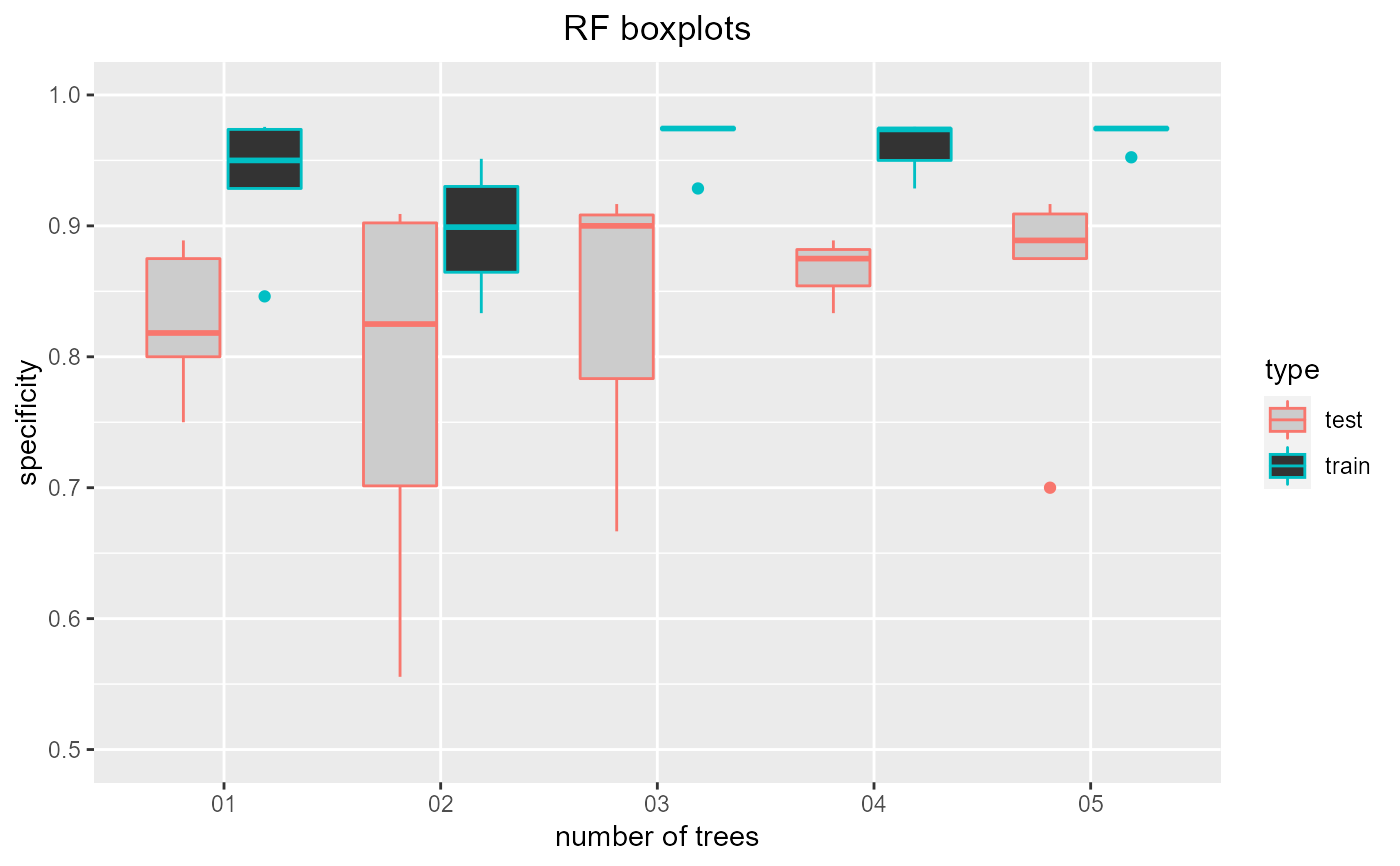 RF boxplots
1.0
0.9
0.8
0.7
0.6
0.5
specificity
01 02 03 04 05
number of trees
type
test
train